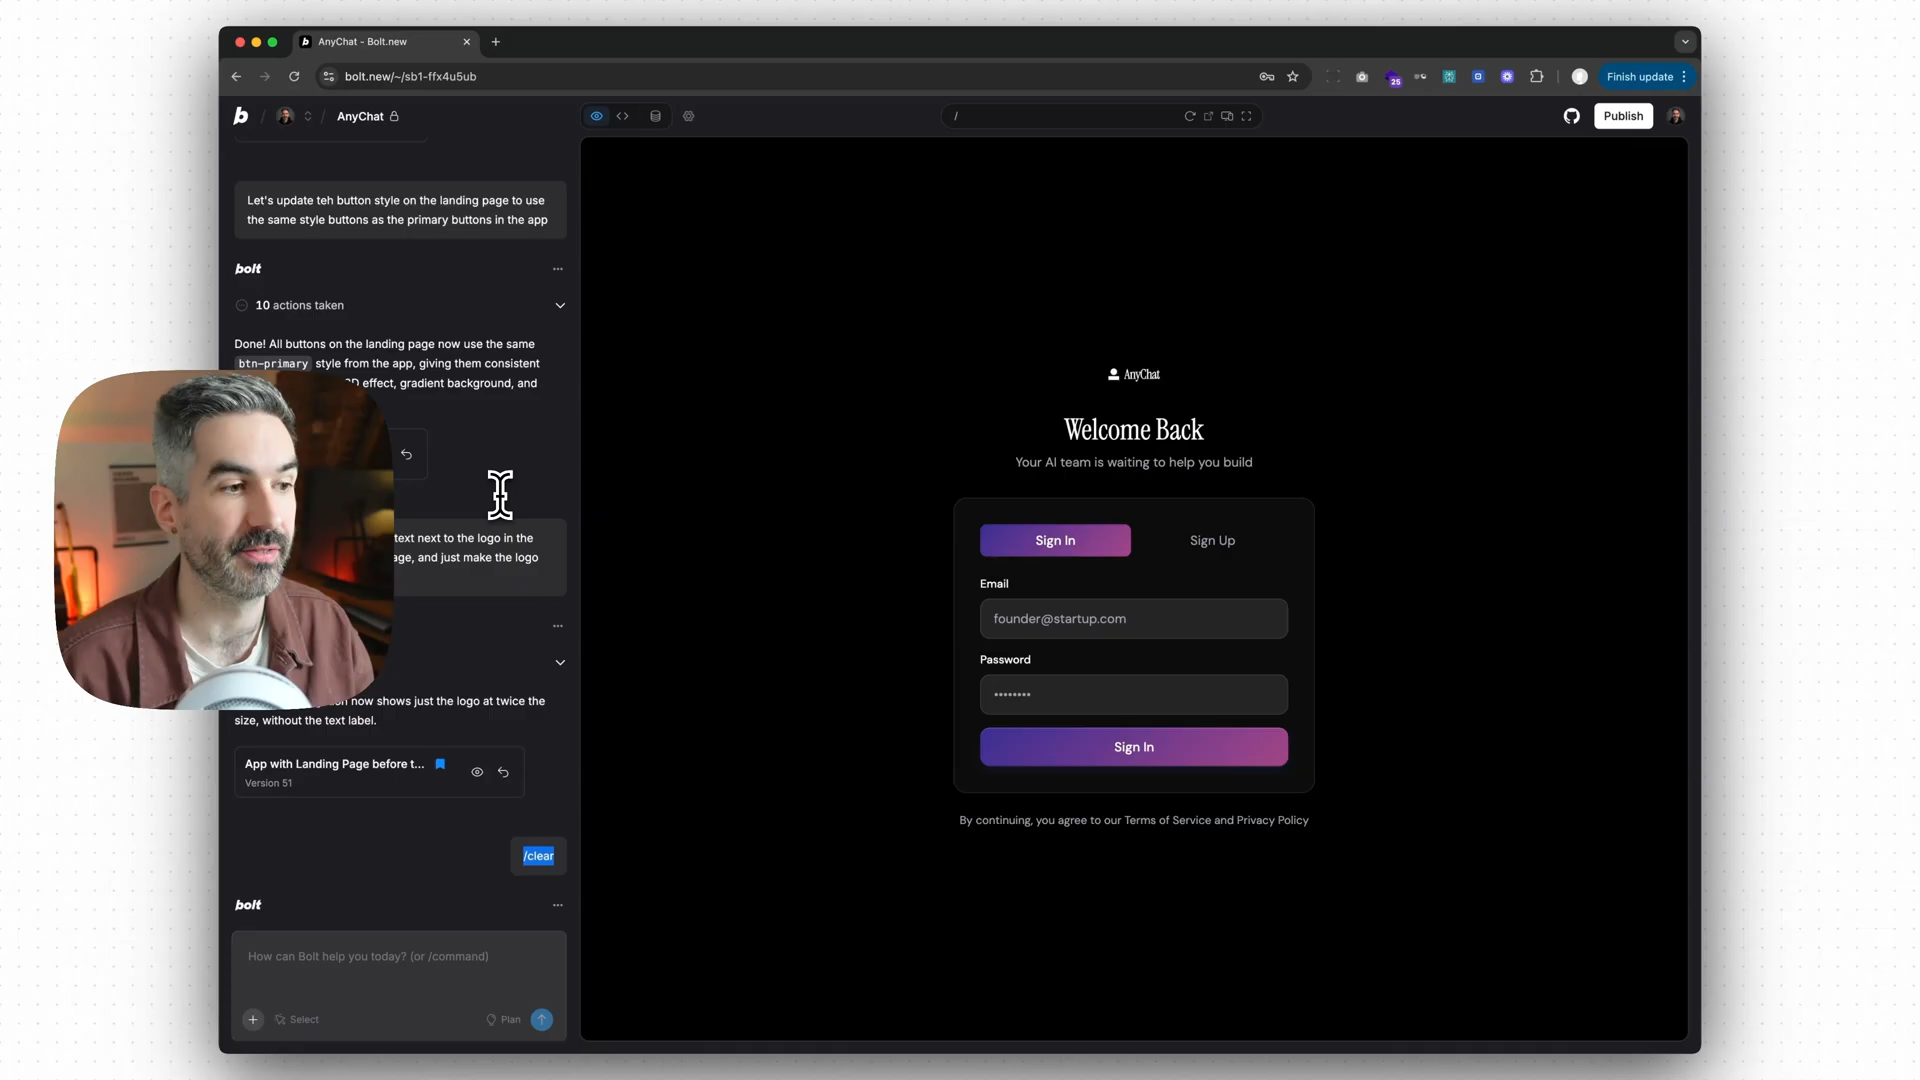 AnyChat - Bolt.new
bolt.new/~/sb1-ffx4u5ub
25
Finish update
b
AnyChat
/
Publish
Let's update teh button style on the landing page to use
the same style buttons as the primary buttons in the app
bolt
10 actions taken
Done! All buttons on the landing page now use the same
btn-primary style from the app, giving them consistent
effect, gradient background, and
text next to the logo in the
age, and just make the logo
now shows just the logo at twice the
size, without the text label.
App with Landing Page before t...
Version 51
/clear
bolt
How can Bolt help you today? (or /command)
Select
Plan
AnyChat
Welcome Back
Your AI team is waiting to help you build
Sign In
Sign Up
Email
founder@startup.com
Password
Sign In
By continuing, you agree to our Terms of Service and Privacy Policy